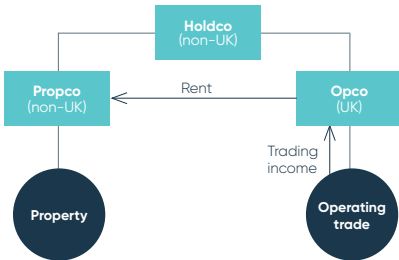 Holdco
(non-UK)
Propco
(non-UK)
Rent
Opco
(UK)
Trading
income
Property
Operating
trade